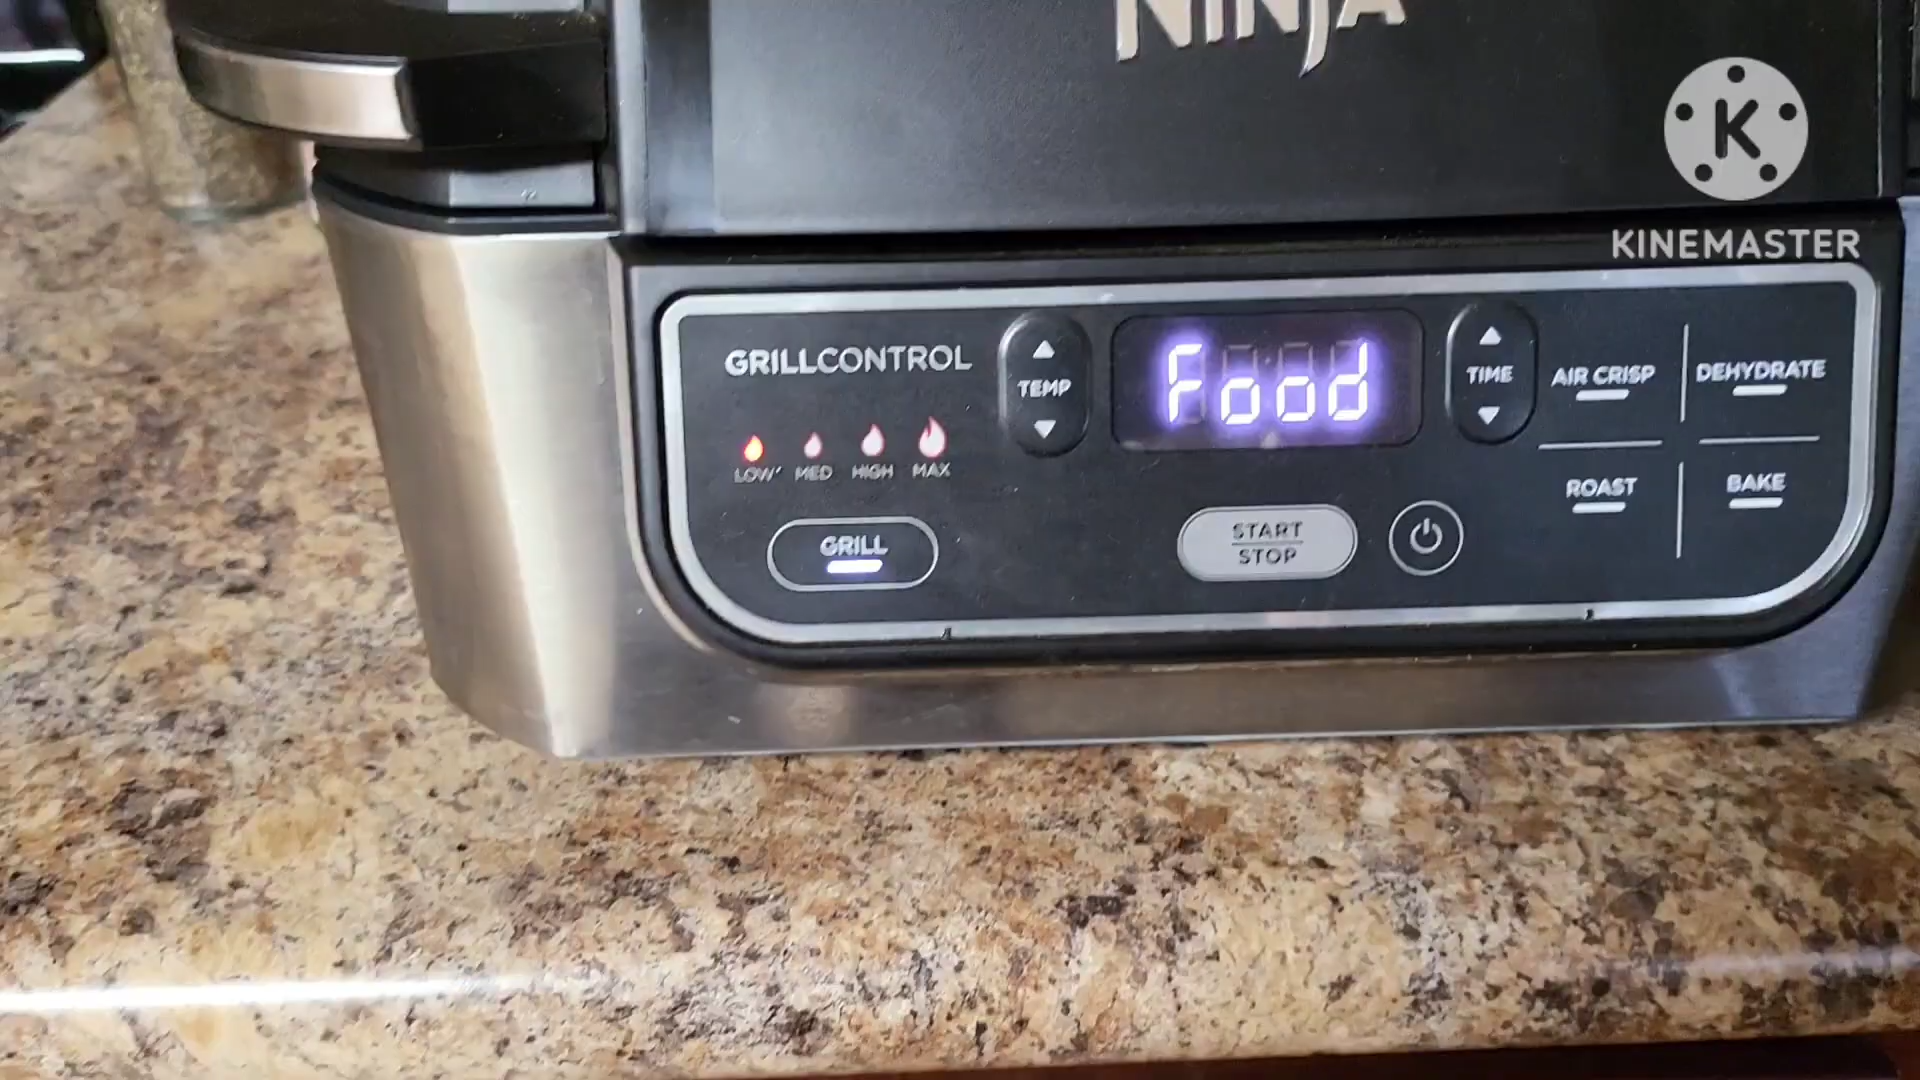 NINJA
K
KINEMASTER
GRILLCONTROL
TEMP
Food
TIME
AIR CRISP
DEHYDRATE
LOW MED HIGH MAX
ROAST
BAKE
GRILL
START
STOP